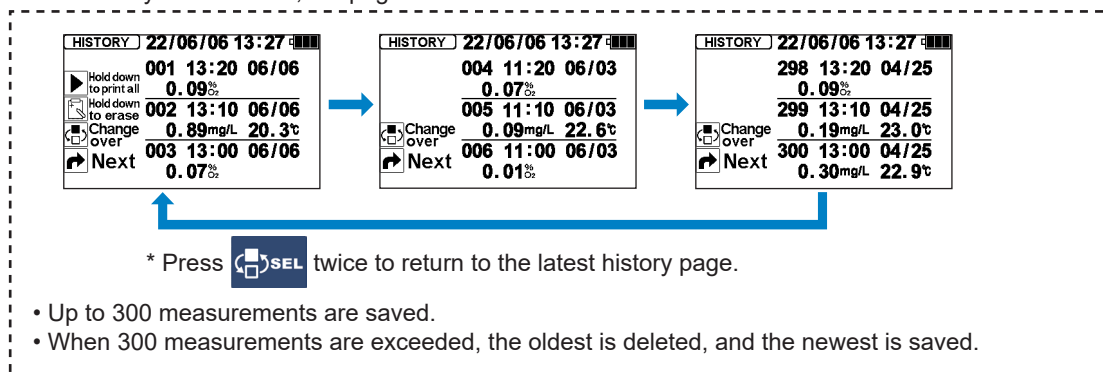 HISTORY 22/06/06 13:27
Hold down
to print all
001 13:20 06/06
0.09%O2
Hold down
to erase
002 13:10 06/06
0.89mg/L 20.3℃
Change
over
003 13:00 06/06
0.07%O2
Next
HISTORY 22/06/06 13:27
004 11:20 06/03
0.07%O2
005 11:10 06/03
0.09mg/L 22.6℃
Change
over
006 11:00 06/03
0.01%O2
Next
HISTORY 22/06/06 13:27
298 13:20 04/25
0.09%O2
299 13:10 04/25
0.19mg/L 23.0℃
Change
over
300 13:00 04/25
0.30mg/L 22.9℃
Next
* Press SEL twice to return to the latest history page.
• Up to 300 measurements are saved.
• When 300 measurements are exceeded, the oldest is deleted, and the newest is saved.